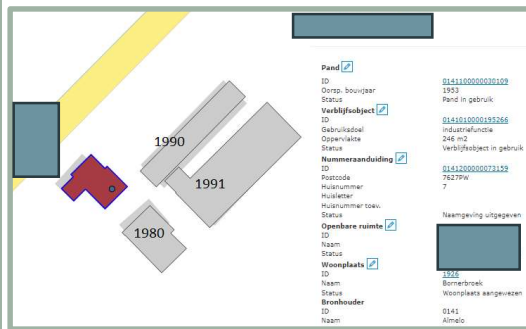 1990
1991
1980
Pand
ID 0141100000030109
Oorsp. bouwjaar 1953
Status Pand in gebruik
Verblijfsobject
ID 0141010000193266
Gebruiksdoel industriefunctie
Oppervlakte 246 m2
Status Verblijfsobject in gebruik
Nummeraanduiding
ID 0141200000073159
Postcode 7627PW
Huisnummer 7
Huisletter
Huisnummer toev.
Status Naamgeving uitgegeven
Openbare ruimte
ID
Naam
Status
Woonplaats
ID 1926
Naam Bornerbroek
Status Woonplaats aangewezen
Bronhouder
ID 0141
Naam Almelo